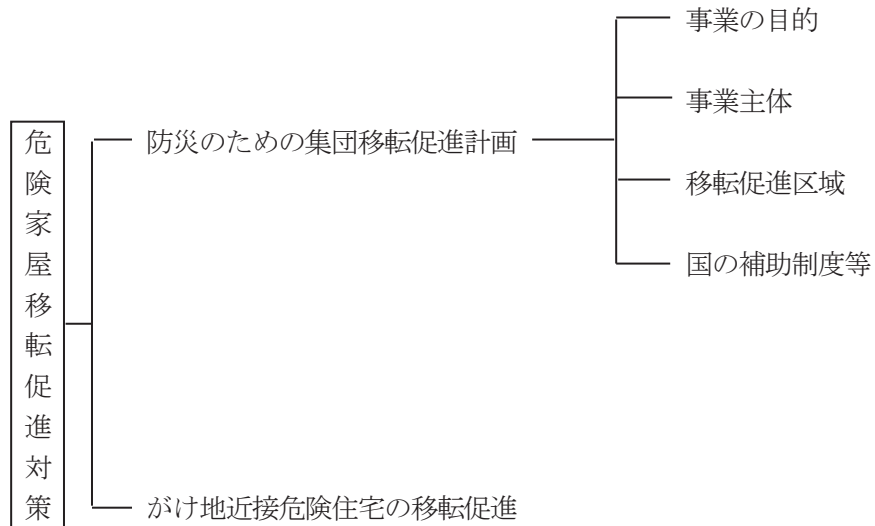 危険家屋移転促進対策
防災のための集団移転促進計画
事業の目的
事業主体
移転促進区域
国の補助制度等
がけ地近接危険住宅の移転促進